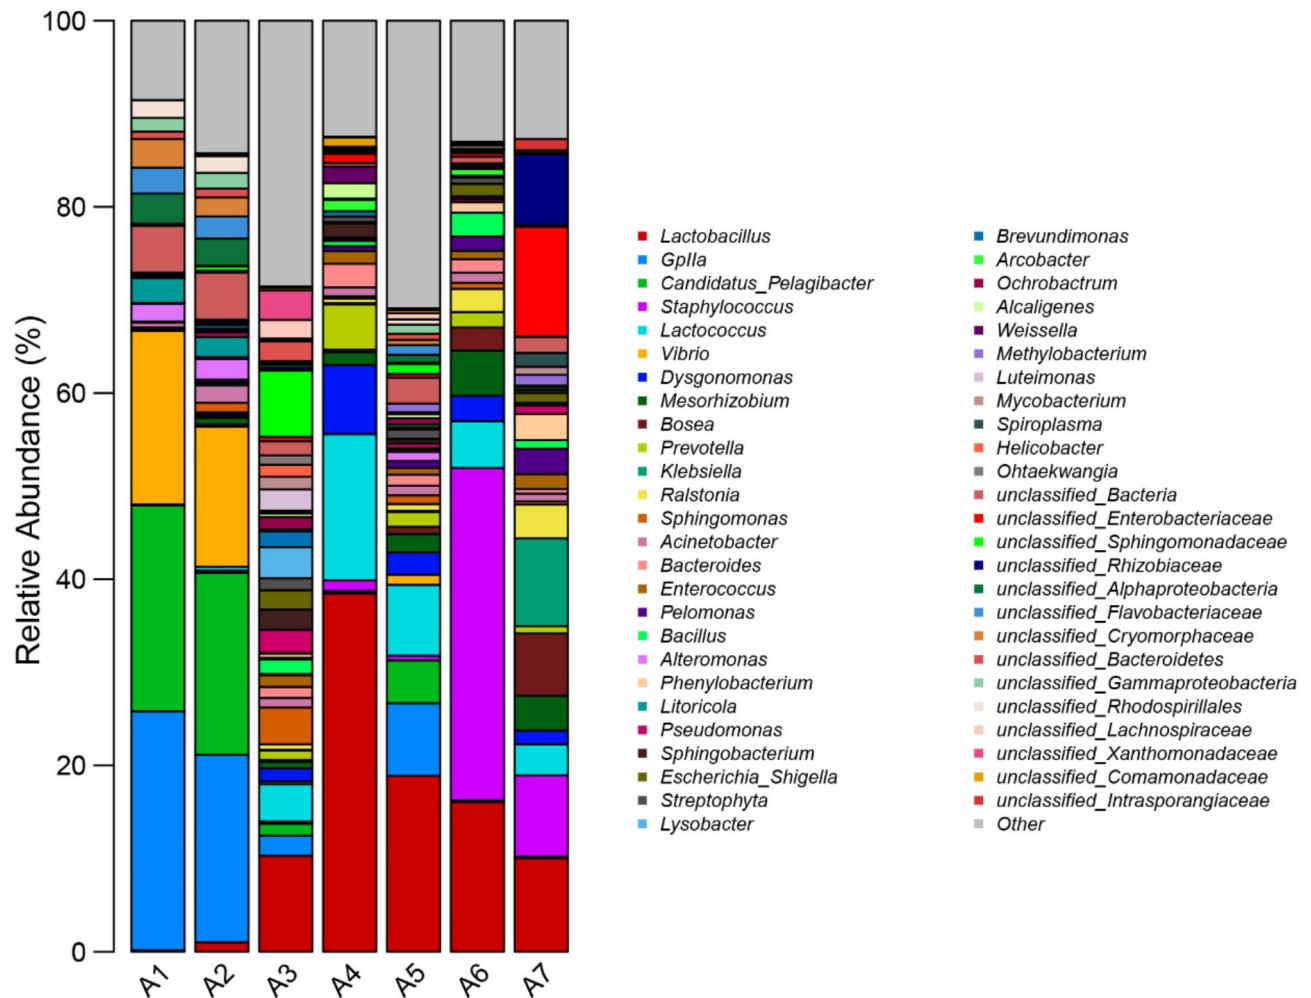 100
80
60
40
20
0
Relative Abundance (%)
A1
A2
A3
A4
A5
A6
A7
Lactobacillus
GpIIa
Candidatus_Pelagibacter
Staphylococcus
Lactococcus
Vibrio
Dysgonomonas
Mesorhizobium
Bosea
Prevotella
Klebsiella
Ralstonia
Sphingomonas
Acinetobacter
Bacteroides
Enterococcus
Pelomonas
Bacillus
Alteromonas
Phenylobacterium
Litoricola
Pseudomonas
Sphingobacterium
Escherichia_Shigella
Streptophyta
Lysobacter
Brevundimonas
Arcobacter
Ochrobactrum
Alcaligenes
Weissella
Methylobacterium
Luteimonas
Mycobacterium
Spiroplasma
Helicobacter
Ohtaekwangia
unclassified_Bacteria
unclassified_Enterobacteriaceae
unclassified_Sphingomonadaceae
unclassified_Rhizobiaceae
unclassified_Alphaproteobacteria
unclassified_Flavobacteriaceae
unclassified_Cryomorphaceae
unclassified_Bacteroidetes
unclassified_Gammaproteobacteria
unclassified_Rhodospirillales
unclassified_Lachnospiraceae
unclassified_Xanthomonadaceae
unclassified_Comamonadaceae
unclassified_Intrasporangiaceae
Other